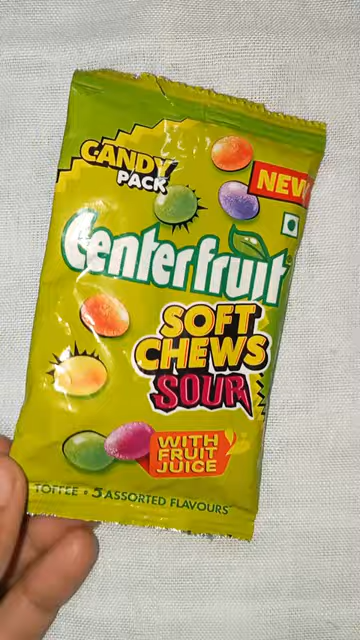 CANDY
PACK
NEW
Centerfruit
SOFT
CHEWS
SOUR
WITH
FRUIT
JUICE
TOFFEE • 5 ASSORTED FLAVOURS